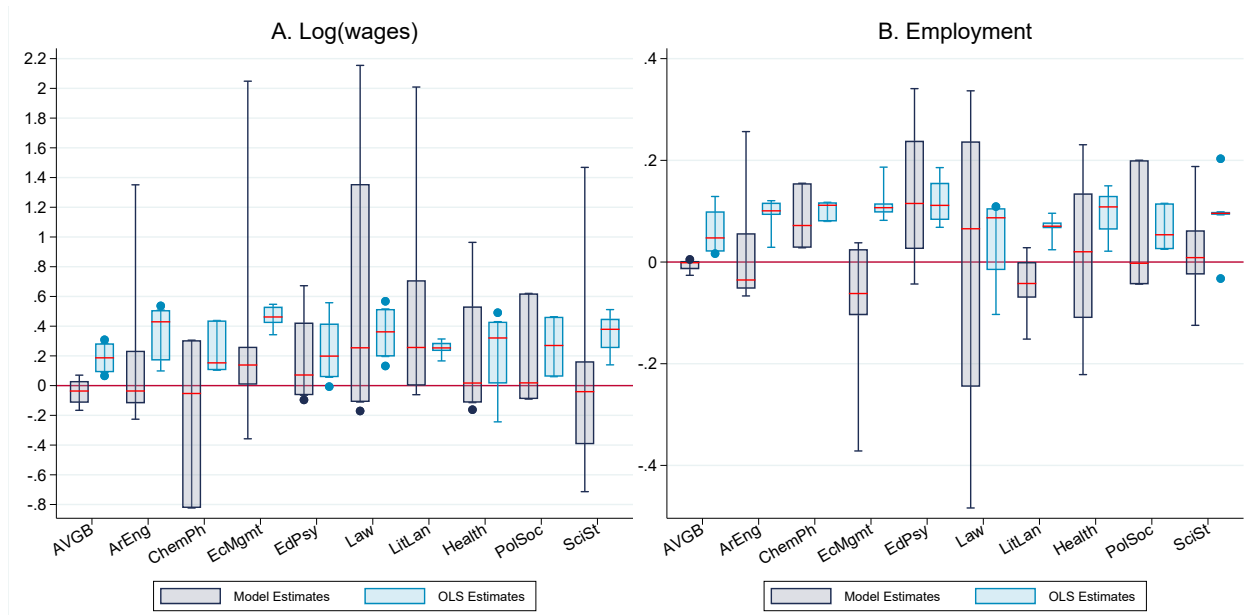 A. Log(wages)
2.2
2
1.8
1.6
1.4
1.2
1
.8
.6
.4
.2
0
-.2
-.4
-.6
-.8
AVGB
ArEng
ChemPh
EcMgmt
EdPsy
Law
LitLan
Health
PolSoc
SciSt
Model Estimates
OLS Estimates
B. Employment
.4
.2
0
-.2
-.4
AVGB
ArEng
ChemPh
EcMgmt
EdPsy
Law
LitLan
Health
PolSoc
SciSt
Model Estimates
OLS Estimates